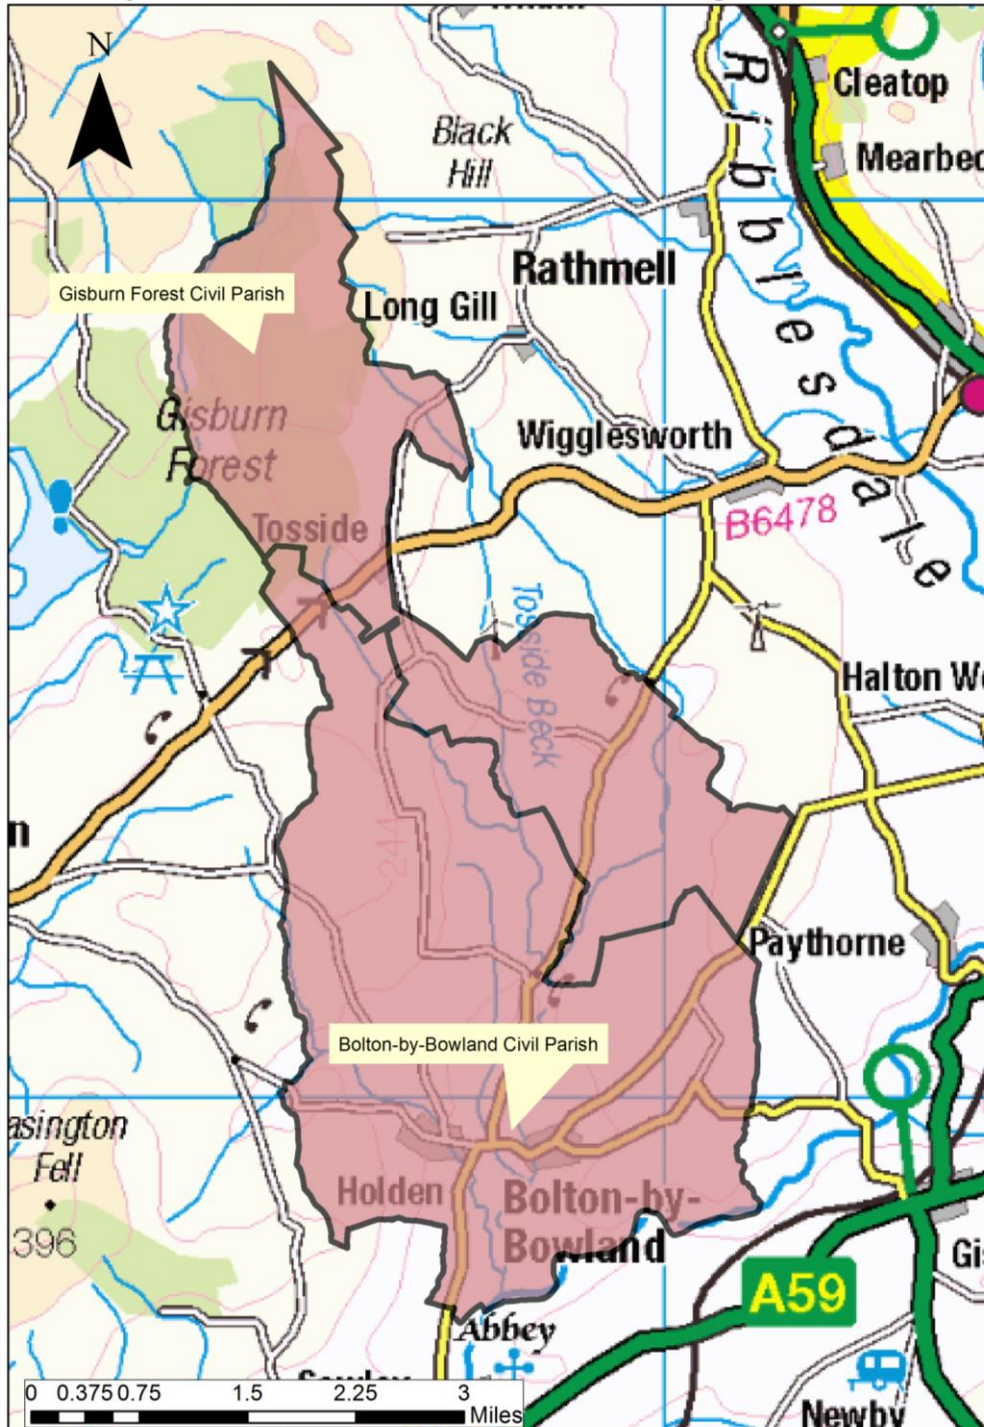 N
Cleatop
Black
Hill
Ribblesdale
Rathmell
Gisburn Forest Civil Parish
Long Gill
Gisburn
Forest
Wigglesworth
Tosside
B6478
Tosside Beck
Halton We
n
244
Paythorne
Bolton-by-Bowland Civil Parish
asington
Fell
Holden
Bolton-by-
Bowland
396
Gi
A59
Abbey
0 0.375 0.75 1.5 2.25 3
Miles
Newby